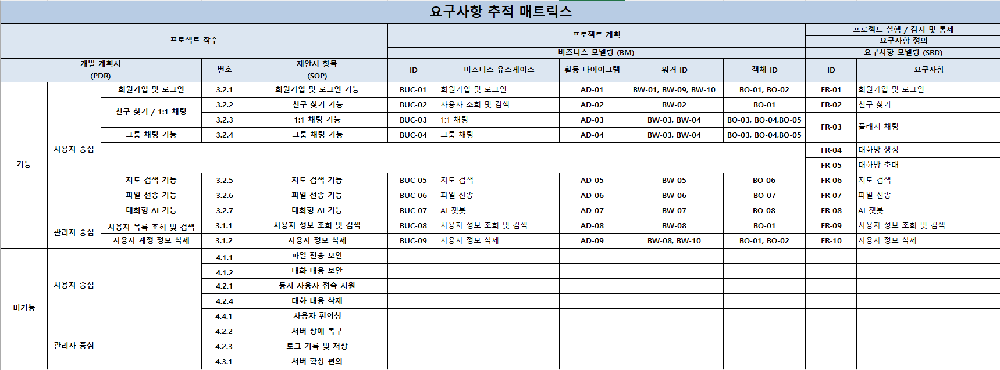 요구사항 추적 매트릭스
프로젝트 착수
프로젝트 계획
프로젝트 실행 / 감시 및 통제
요구사항 정의
비즈니스 모델링 (BM)
요구사항 모델링 (SRD)
개발 계획서
(PDR)
번호
제안서 항목
(SOP)
ID
비즈니스 유스케이스
활동 다이어그램
워커 ID
객체 ID
ID
요구사항
기능
사용자 중심
회원가입 및 로그인 3.2.1 회원가입 및 로그인 기능 BUC-01 회원가입 및 로그인 AD-01 BW-01, BW-09, BW-10 BO-01, BO-02 FR-01 회원가입 및 로그인
친구 찾기 / 1:1 채팅
3.2.2 친구 찾기 기능 BUC-02 사용자 조회 및 검색 AD-02 BW-02 BO-01 FR-02 친구 찾기
3.2.3 1:1 채팅 기능 BUC-03 1:1 채팅 AD-03 BW-03, BW-04 BO-03, BO-04,BO-05
FR-03 플래시 채팅
그룹 채팅 기능 3.2.4 그룹 채팅 기능 BUC-04 그룹 채팅 AD-04 BW-03, BW-04 BO-03, BO-04,BO-05
FR-04 대화방 생성
FR-05 대화방 초대
지도 검색 기능 3.2.5 지도 검색 기능 BUC-05 지도 검색 AD-05 BW-05 BO-06 FR-06 지도 검색
파일 전송 기능 3.2.6 파일 전송 기능 BUC-06 파일 전송 AD-06 BW-06 BO-07 FR-07 파일 전송
대화형 AI 기능 3.2.7 대화형 AI 기능 BUC-07 AI 챗봇 AD-07 BW-07 BO-08 FR-08 AI 챗봇
관리자 중심
사용자 목록 조회 및 검색 3.1.1 사용자 정보 조회 및 검색 BUC-08 사용자 정보 조회 및 검색 AD-08 BW-08 BO-01 FR-09 사용자 정보 조회 및 검색
사용자 계정 정보 삭제 3.1.2 사용자 정보 삭제 BUC-09 사용자 정보 삭제 AD-09 BW-08, BW-10 BO-01, BO-02 FR-10 사용자 정보 삭제
비기능
사용자 중심
4.1.1 파일 전송 보안
4.1.2 대화 내용 보안
4.2.1 동시 사용자 접속 지원
4.2.4 대화 내용 삭제
4.4.1 사용자 편의성
관리자 중심
4.2.2 서버 장애 복구
4.2.3 로그 기록 및 저장
4.3.1 서버 확장 편의